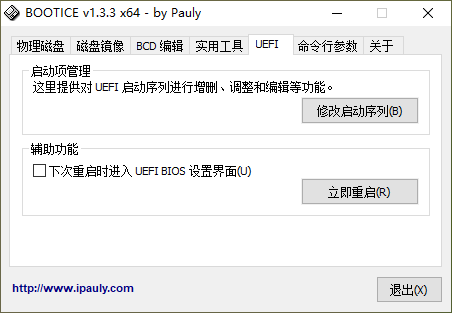 BOOTICE v1.3.3 x64 - by Pauly
物理磁盘 磁盘镜像 BCD 编辑 实用工具 UEFI 命令行参数 关于
启动项管理
这里提供对 UEFI 启动序列进行增删、调整和编辑等功能。
修改启动序列(B)
辅助功能
下次重启时进入 UEFI BIOS 设置界面(U)
立即重启(R)
http://www.ipauly.com
退出(X)